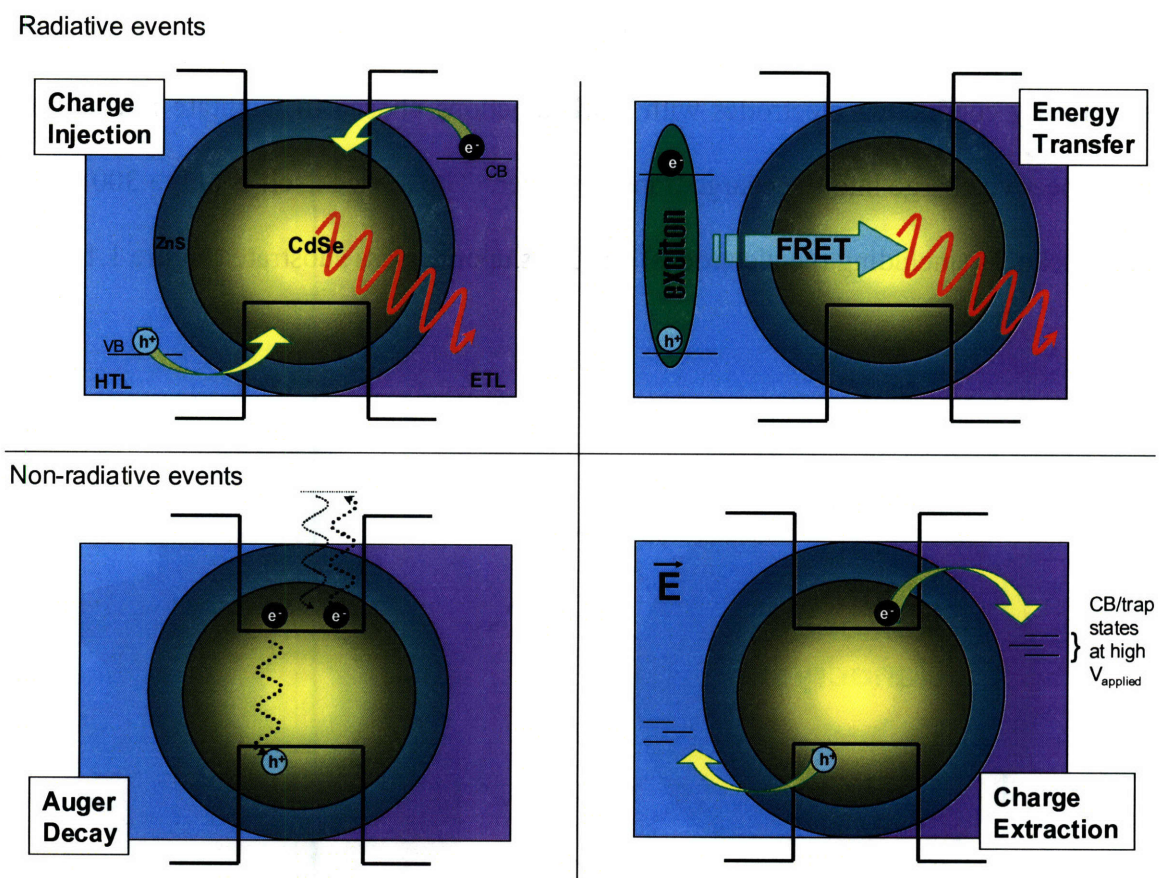 Radiative events
Charge
Injection
e-
CB
ZnS
CdSe
VB
h+
HTL
ETL
Energy
Transfer
e-
exciton
FRET
h+
Non-radiative events
e-
e-
h+
Auger
Decay
E
e-
CB/trap
states
at high
Vapplied
}
h+
Charge
Extraction